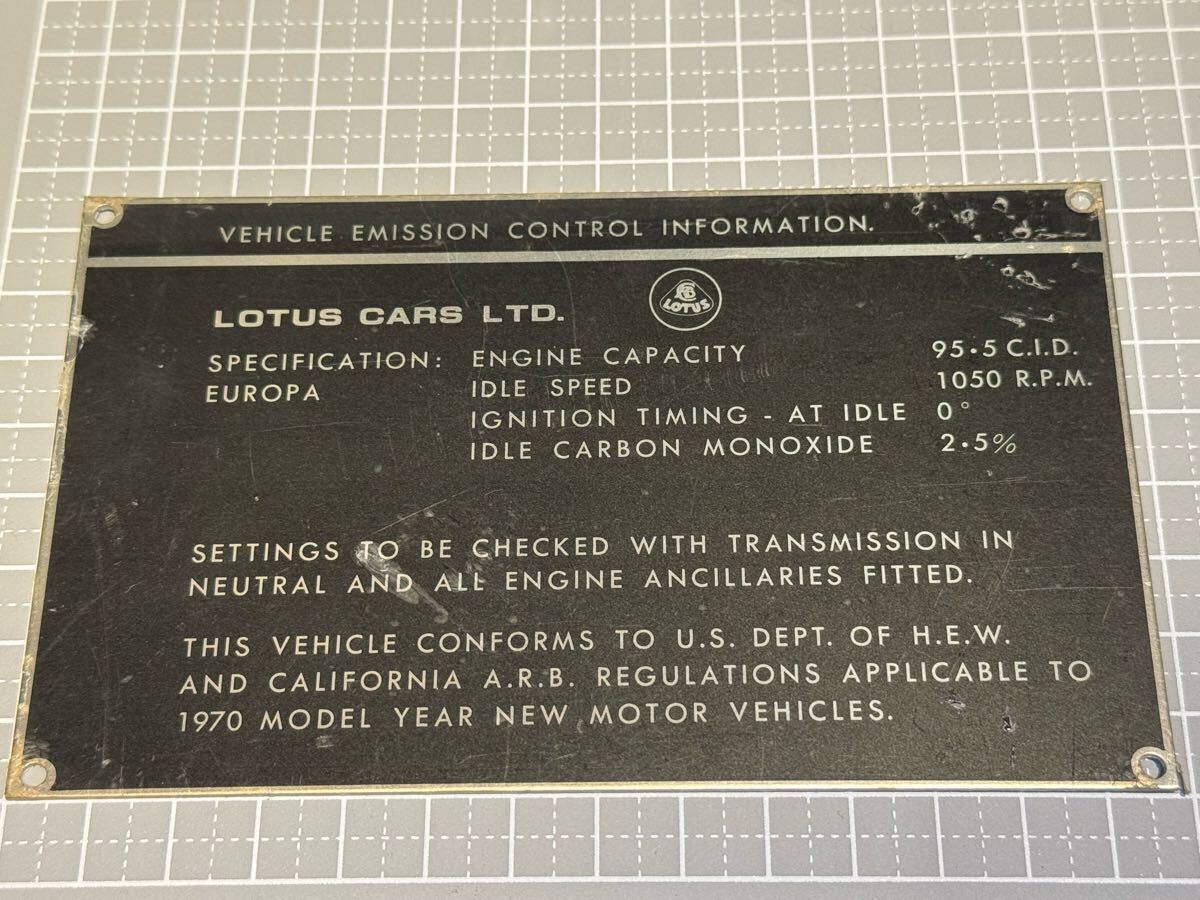 VEHICLE EMISSION CONTROL INFORMATION.
LOTUS CARS LTD. LOTUS
SPECIFICATION: ENGINE CAPACITY 95·5 C.I.D.
EUROPA IDLE SPEED 1050 R.P.M.
IGNITION TIMING - AT IDLE 0°
IDLE CARBON MONOXIDE 2·5%
SETTINGS TO BE CHECKED WITH TRANSMISSION IN
NEUTRAL AND ALL ENGINE ANCILLARIES FITTED.
THIS VEHICLE CONFORMS TO U.S. DEPT. OF H.E.W.
AND CALIFORNIA A.R.B. REGULATIONS APPLICABLE TO
1970 MODEL YEAR NEW MOTOR VEHICLES.